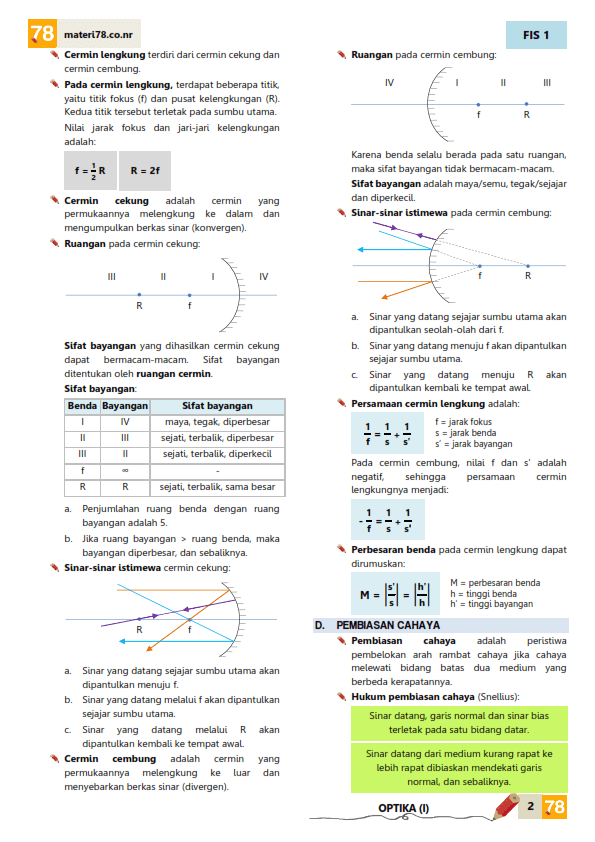 78 materi78.co.nr
FIS 1
Cermin lengkung terdiri dari cermin cekung dan
cermin cembung.
Pada cermin lengkung, terdapat beberapa titik,
yaitu titik fokus (f) dan pusat kelengkungan (R).
Kedua titik tersebut terletak pada sumbu utama.
Nilai jarak fokus dan jari-jari kelengkungan
adalah:
f = 1/2 R R = 2f
Cermin cekung adalah cermin yang
permukaannya melengkung ke dalam dan
mengumpulkan berkas sinar (konvergen).
Ruangan pada cermin cekung:
III II I IV
R f
Sifat bayangan yang dihasilkan cermin cekung
dapat bermacam-macam. Sifat bayangan
ditentukan oleh ruangan cermin.
Sifat bayangan:
Benda Bayangan Sifat bayangan
I IV maya, tegak, diperbesar
II III sejati, terbalik, diperbesar
III II sejati, terbalik, diperkecil
f ∞ -
R R sejati, terbalik, sama besar
a. Penjumlahan ruang benda dengan ruang
bayangan adalah 5.
b. Jika ruang bayangan > ruang benda, maka
bayangan diperbesar, dan sebaliknya.
Sinar-sinar istimewa cermin cekung:
R f
a. Sinar yang datang sejajar sumbu utama akan
dipantulkan menuju f.
b. Sinar yang datang melalui f akan dipantulkan
sejajar sumbu utama.
c. Sinar yang datang melalui R akan
dipantulkan kembali ke tempat awal.
Cermin cembung adalah cermin yang
permukaannya melengkung ke luar dan
menyebarkan berkas sinar (divergen).
Ruangan pada cermin cembung:
IV I II III
f R
Karena benda selalu berada pada satu ruangan,
maka sifat bayangan tidak bermacam-macam.
Sifat bayangan adalah maya/semu, tegak/sejajar
dan diperkecil.
Sinar-sinar istimewa pada cermin cembung:
f R
a. Sinar yang datang sejajar sumbu utama akan
dipantulkan seolah-olah dari f.
b. Sinar yang datang menuju f akan dipantulkan
sejajar sumbu utama.
c. Sinar yang datang menuju R akan
dipantulkan kembali ke tempat awal.
Persamaan cermin lengkung adalah:
1/f = 1/s + 1/s'
f = jarak fokus
s = jarak benda
s' = jarak bayangan
Pada cermin cembung, nilai f dan s' adalah
negatif, sehingga persamaan cermin
lengkungnya menjadi:
- 1/f = 1/s + 1/s'
Perbesaran benda pada cermin lengkung dapat
dirumuskan:
M = |s'/s| = |h'/h|
M = perbesaran benda
h = tinggi benda
h' = tinggi bayangan
D. PEMBIASAN CAHAYA
Pembiasan cahaya adalah peristiwa
pembelokan arah rambat cahaya jika cahaya
melewati bidang batas dua medium yang
berbeda kerapatannya.
Hukum pembiasan cahaya (Snellius):
Sinar datang, garis normal dan sinar bias
terletak pada satu bidang datar.
Sinar datang dari medium kurang rapat ke
lebih rapat dibiaskan mendekati garis
normal, dan sebaliknya.
OPTIKA (I) 2 78